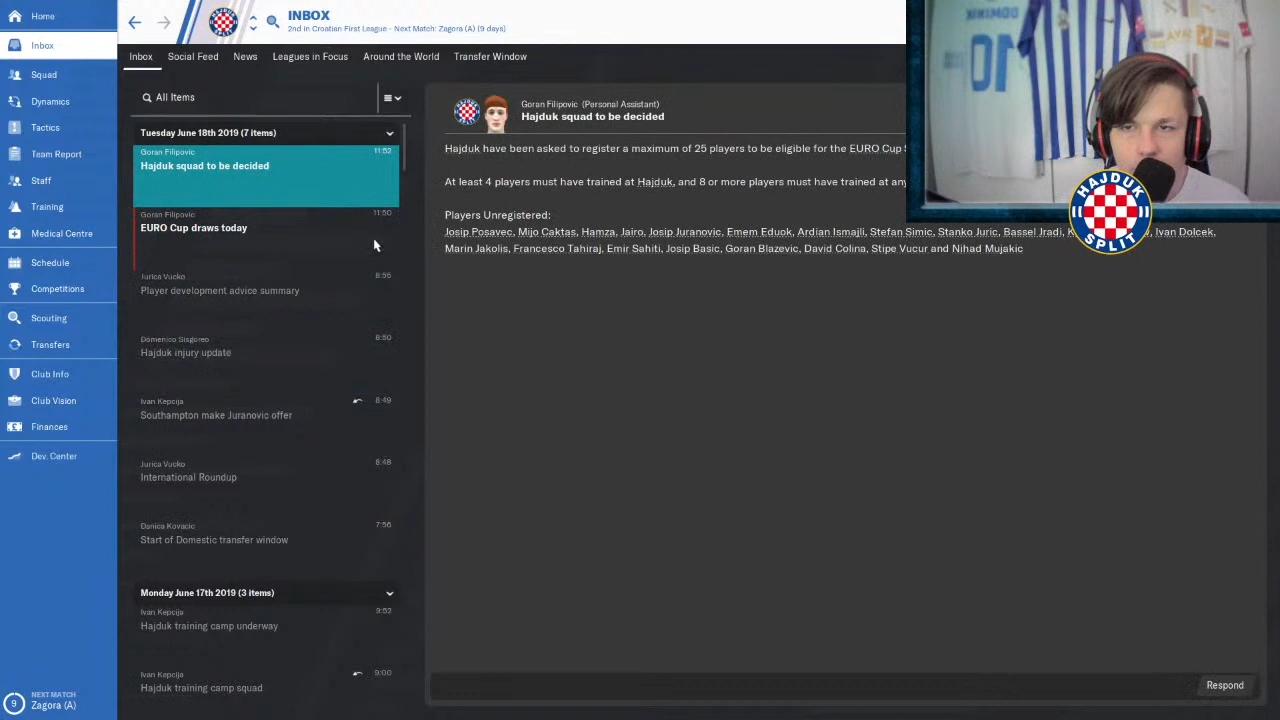 Home
INBOX
2nd in Croatian First League - Next Match: Zagora (A) (9 days)
Inbox
Squad
Dynamics
Tactics
Team Report
Staff
Training
Medical Centre
Schedule
Competitions
Scouting
Transfers
Club Info
Club Vision
Finances
Dev. Center
9
NEXT MATCH
Zagora (A)
Inbox Social Feed News Leagues in Focus Around the World Transfer Window
All Items
Tuesday June 18th 2019 (7 items)
Goran Filipovic 11:52
Hajduk squad to be decided
Goran Filipovic 11:50
EURO Cup draws today
Jurica Vucko 8:55
Player development advice summary
Domenico Sisgoreo 8:50
Hajduk injury update
Ivan Kepcija 8:49
Southampton make Juranovic offer
Jurica Vucko 8:48
International Roundup
Danica Kovacic 7:56
Start of Domestic transfer window
Monday June 17th 2019 (3 items)
Ivan Kepcija 9:52
Hajduk training camp underway
Ivan Kepcija 9:00
Hajduk training camp squad
Goran Filipovic (Personal Assistant)
Hajduk squad to be decided
Hajduk have been asked to register a maximum of 25 players to be eligible for the EURO Cup
At least 4 players must have trained at Hajduk, and 8 or more players must have trained at any
Players Unregistered:
Josip Posavec, Mijo Caktas, Hamza, Jairo, Josip Juranovic, Emem Eduok, Ardian Ismajli, Stefan Simic, Stanko Juric, Bassel Jradi, Ivan Dolcek,
Marin Jakolis, Francesco Tahiraj, Emir Sahiti, Josip Basic, Goran Blazevic, David Colina, Stipe Vucur and Nihad Mujakic
Respond
DOMINIK
10
HAJDUK
SPLIT